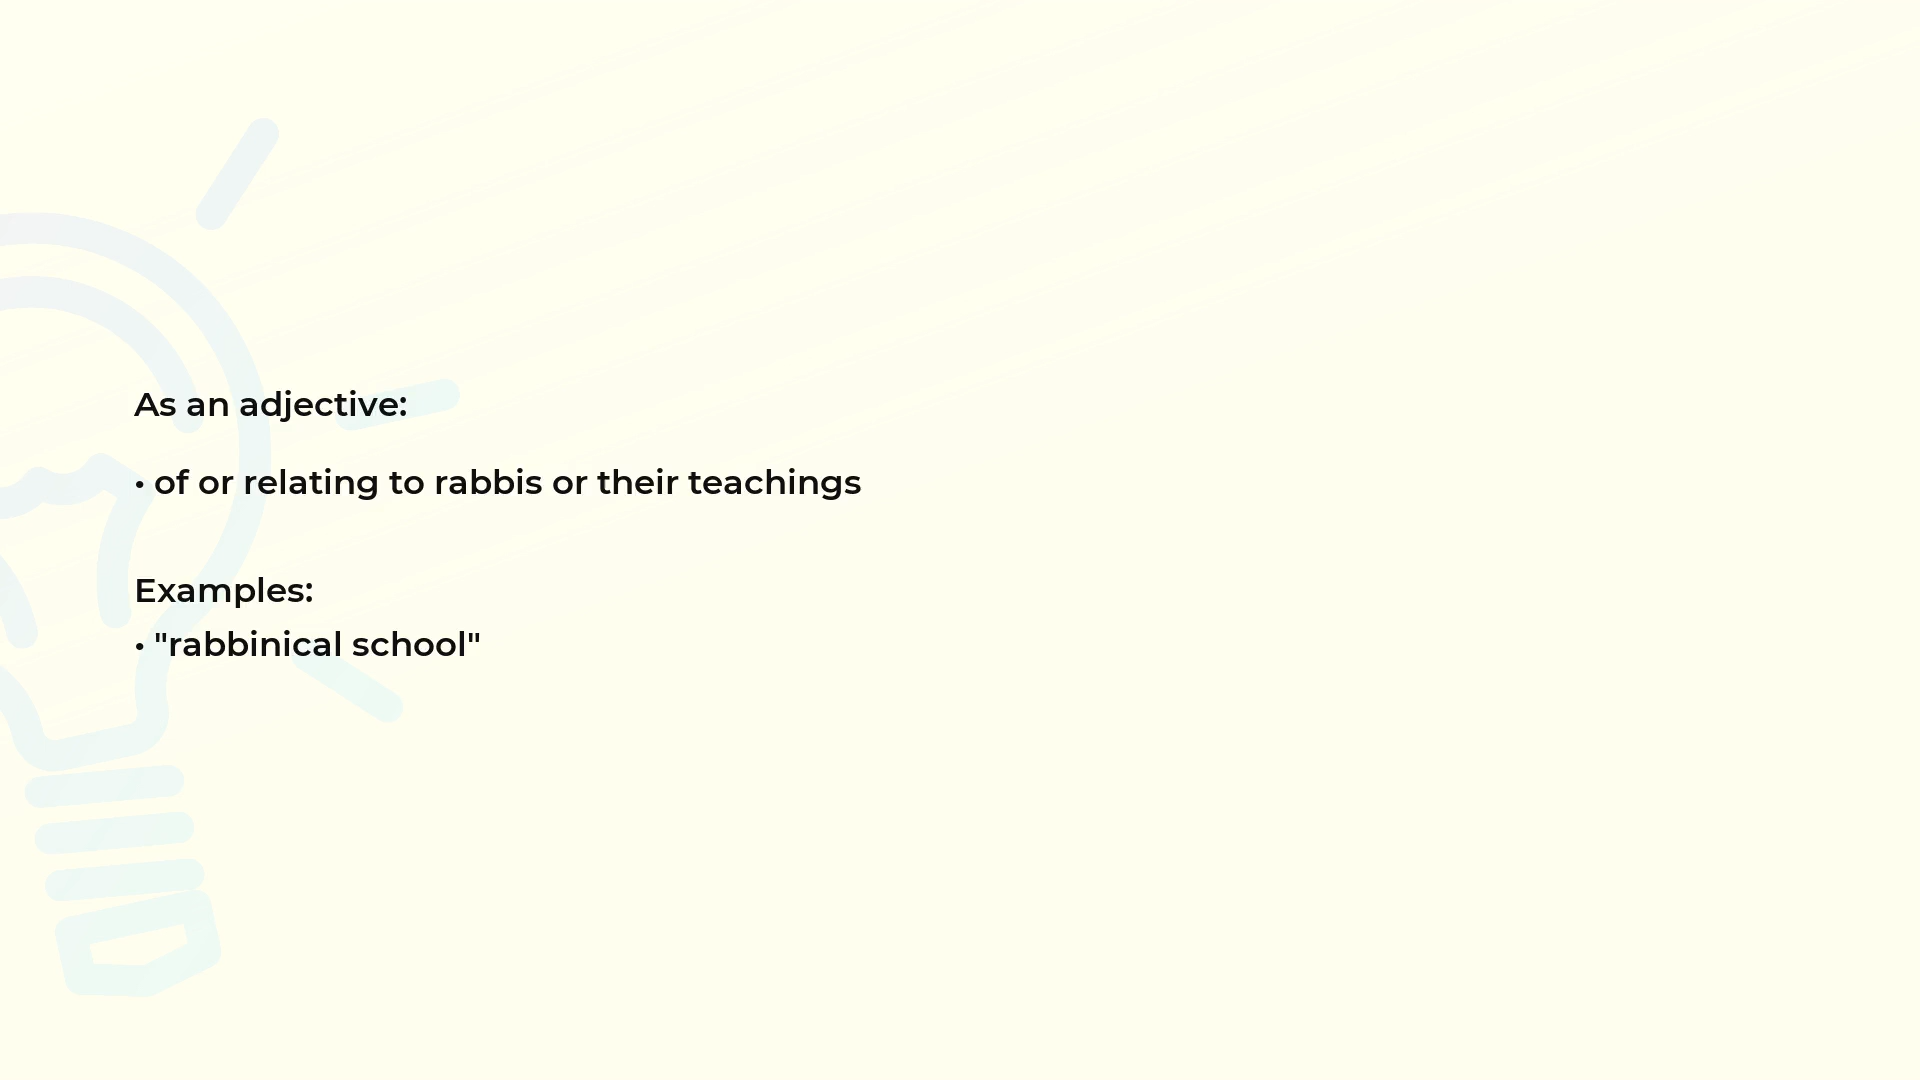 As an adjective:
• of or relating to rabbis or their teachings
Examples:
• "rabbinical school"